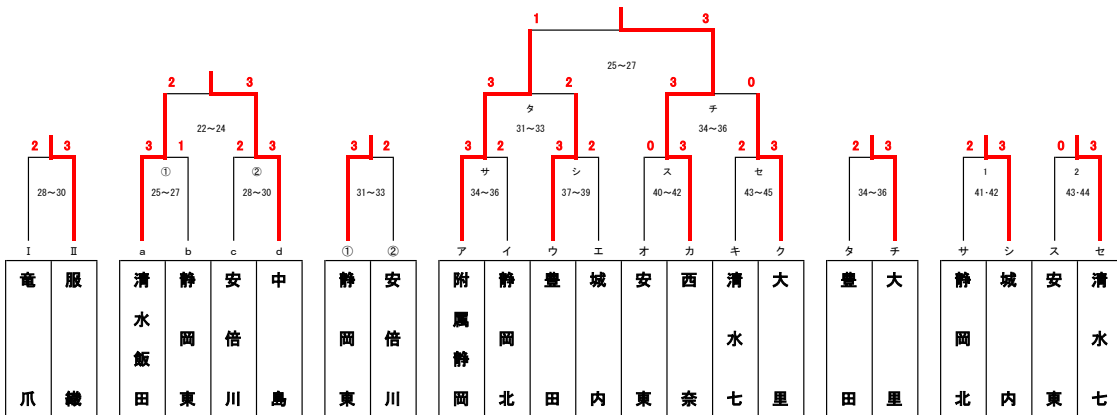 1 3
25~27
2 3 3 2 3 0
タ チ
22~24 31~33 34~36
2 3 3 1 2 3 3 2 3 2 3 2 0 3 2 3 2 3 2 3 0 3
① ② サ シ ス セ 1 2
28~30 25~27 28~30 31~33 34~36 37~39 40~42 43~45 34~36 41·42 43·44
Ⅰ Ⅱ a b c d ① ② ア イ ウ エ オ カ キ ク タ チ サ シ ス セ
竜爪
服織
清水飯田
静岡東
安倍川
中島
静岡東
安倍川
附属静岡
静岡北
豊田
城内
安東
西奈
清水七
大里
豊田
大里
静岡北
城内
安東
清水七